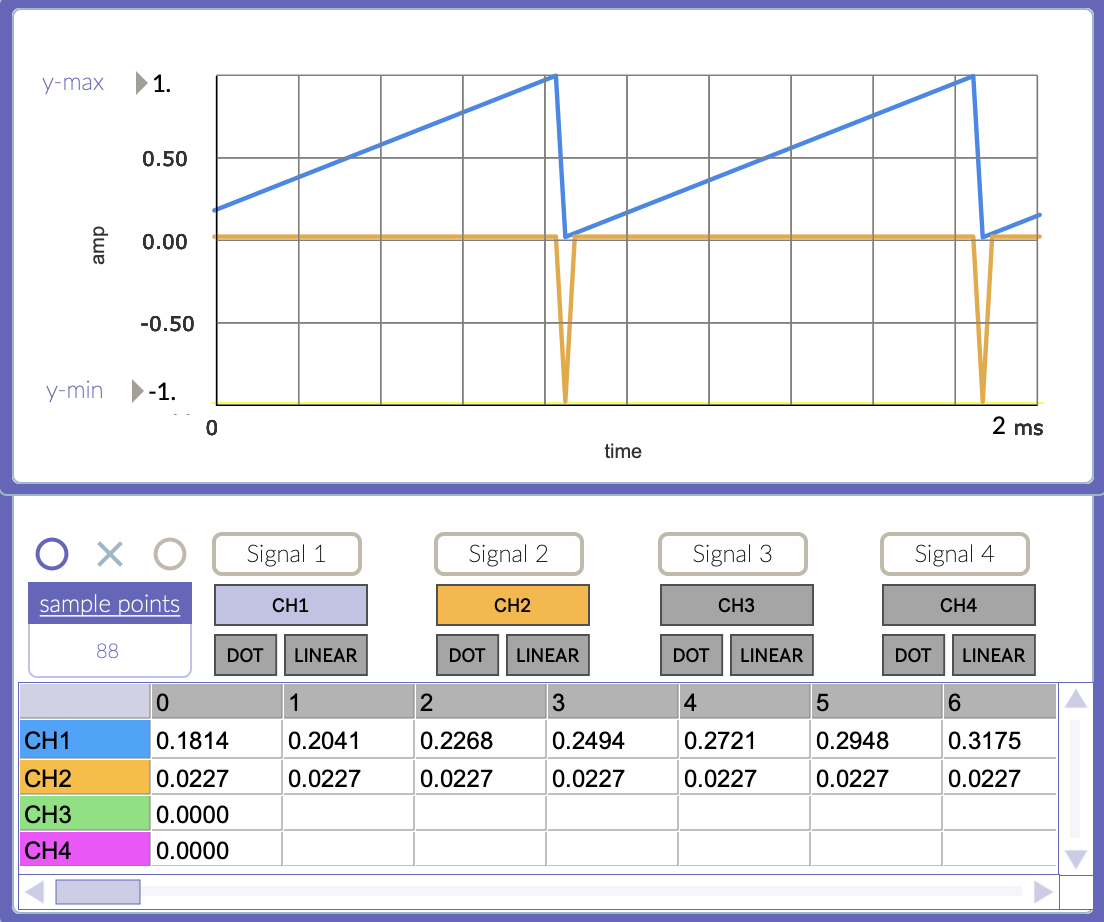 y-max 1.
0.50
amp
0.00
-0.50
y-min -1.
0 2 ms
time
Signal 1 Signal 2 Signal 3 Signal 4
sample points CH1 CH2 CH3 CH4
88 DOT LINEAR DOT LINEAR DOT LINEAR DOT LINEAR
0 1 2 3 4 5 6
CH1 0.1814 0.2041 0.2268 0.2494 0.2721 0.2948 0.3175
CH2 0.0227 0.0227 0.0227 0.0227 0.0227 0.0227 0.0227
CH3 0.0000
CH4 0.0000